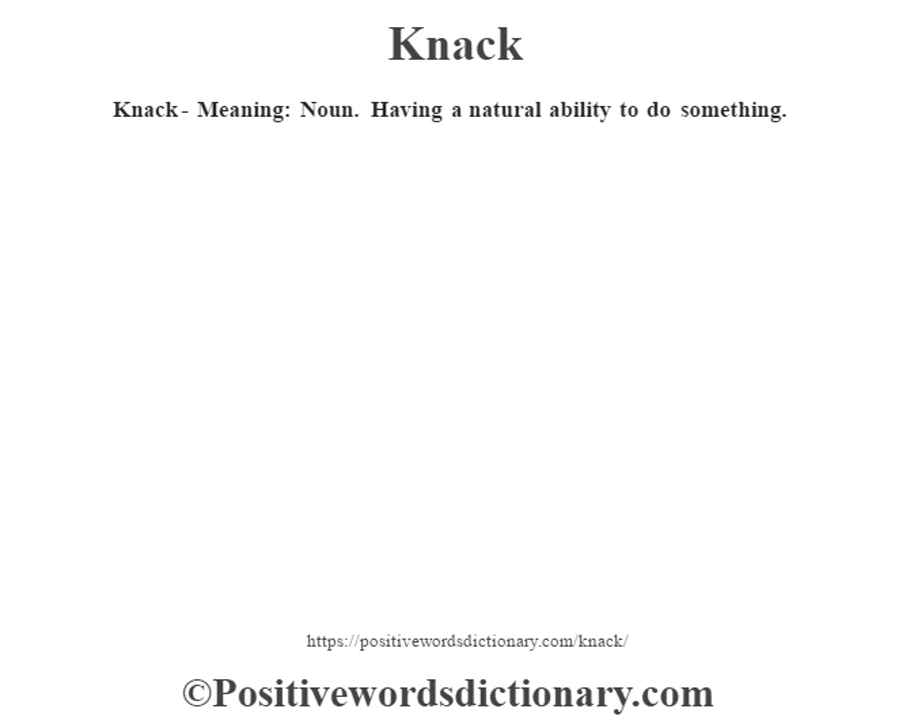 Knack
Knack- Meaning: Noun. Having a natural ability to do something.
https://positivewordsdictionary.com/knack/
©Positivewordsdictionary.com